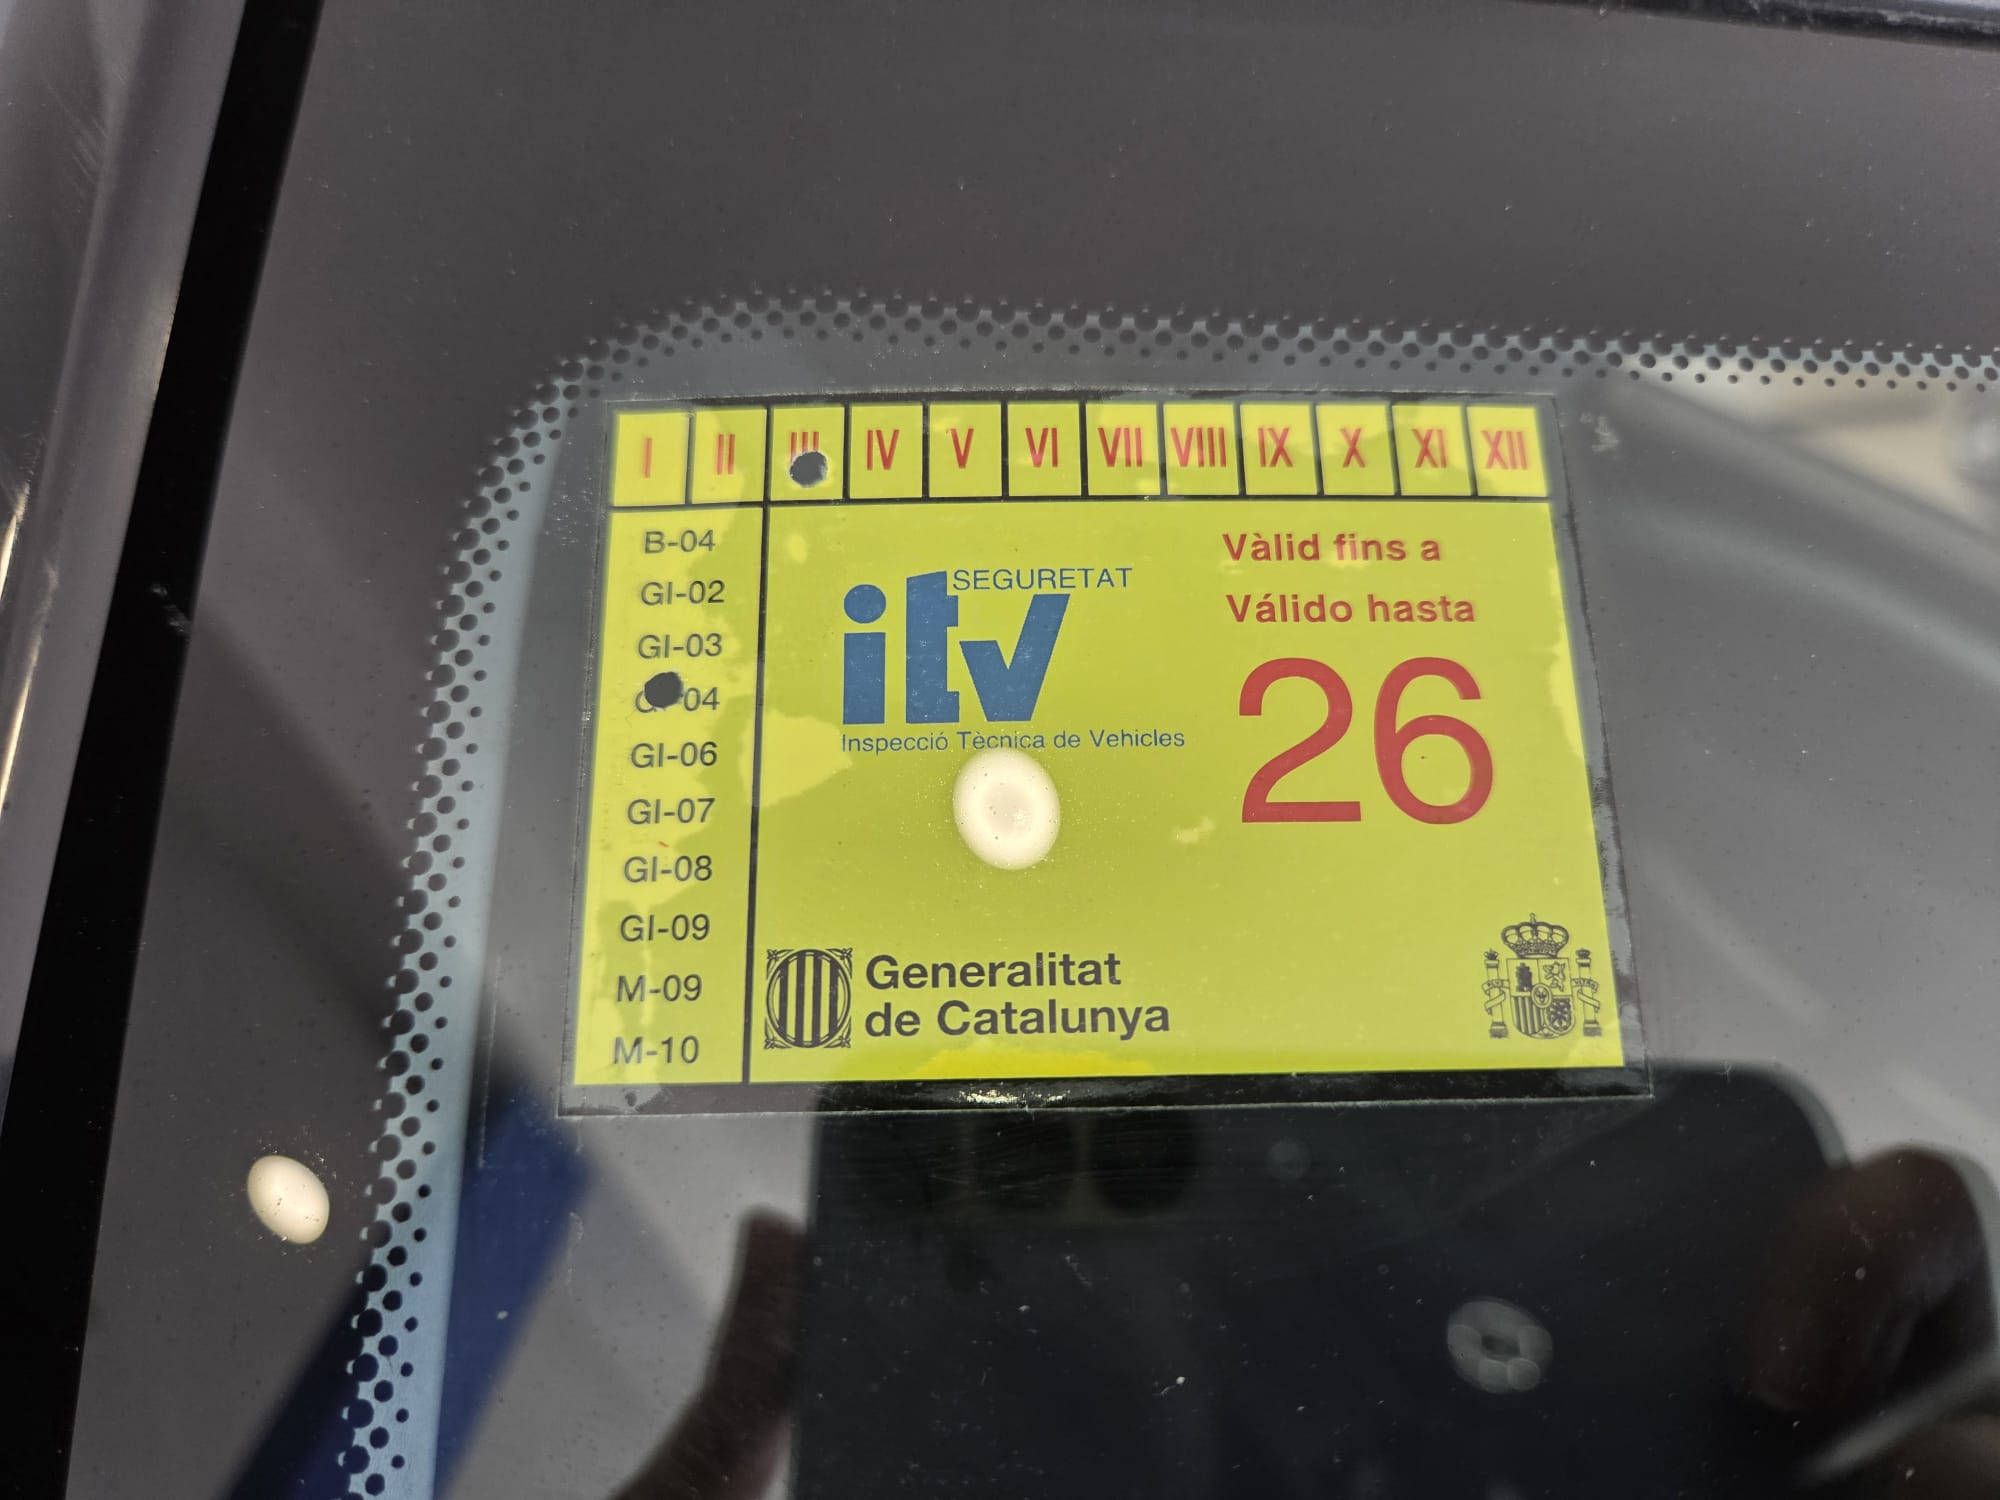 I II III IV V VI VII VIII IX X XI XII
B-04
GI-02
GI-03
GI-06
GI-07
GI-08
GI-09
M-09
M-10
itv SEGURETAT
Inspecció Tècnica de Vehicles
Vàlid fins a
Válido hasta
26
Generalitat
de Catalunya